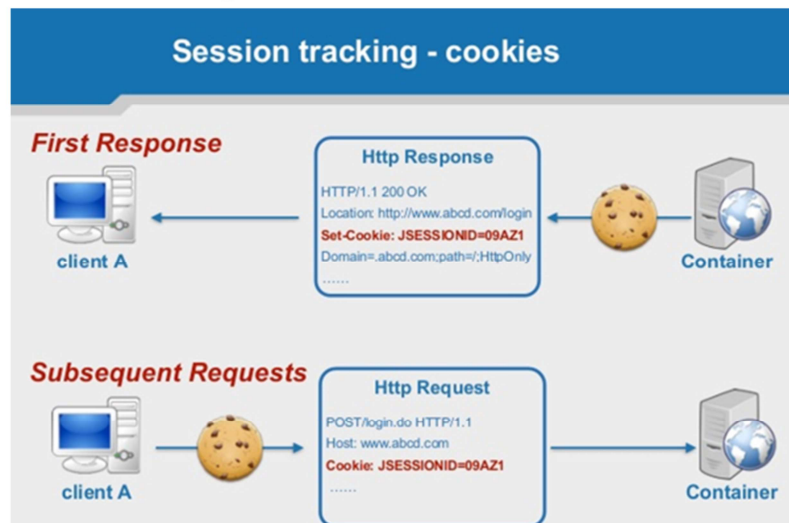 Session tracking - cookies
First Response
Http Response
HTTP/1.1 200 OK
Location: http://www.abcd.com/login
Set-Cookie: JSESSIONID=09AZ1
Domain=.abcd.com;path=/;HttpOnly
......
client A
Container
Subsequent Requests
Http Request
POST/login.do HTTP/1.1
Host: www.abcd.com
Cookie: JSESSIONID=09AZ1
......
client A
Container